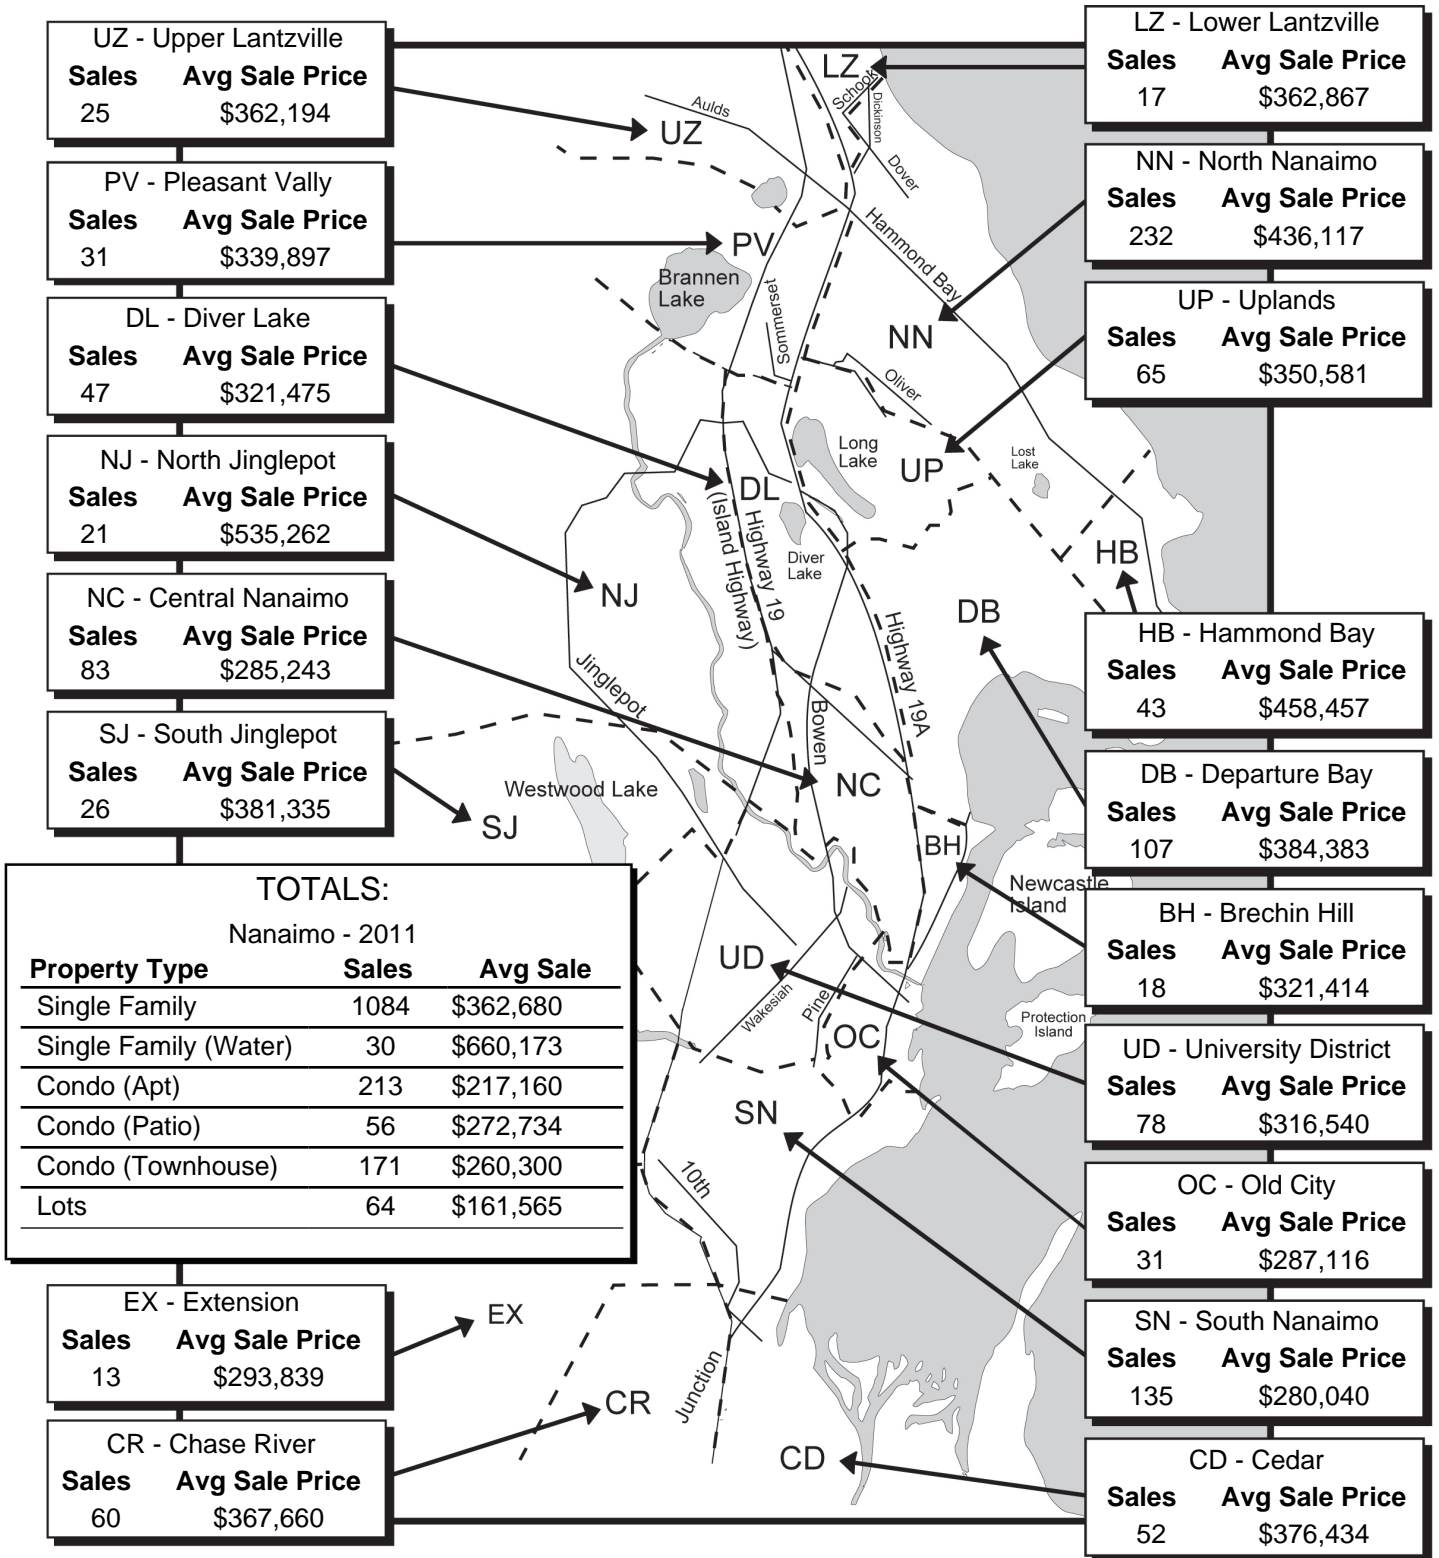 UZ - Upper Lantzville
Sales Avg Sale Price
25 $362,194
PV - Pleasant Vally
Sales Avg Sale Price
31 $339,897
DL - Diver Lake
Sales Avg Sale Price
47 $321,475
NJ - North Jinglepot
Sales Avg Sale Price
21 $535,262
NC - Central Nanaimo
Sales Avg Sale Price
83 $285,243
SJ - South Jinglepot
Sales Avg Sale Price
26 $381,335
TOTALS:
Nanaimo - 2011
Property Type Sales Avg Sale
Single Family 1084 $362,680
Single Family (Water) 30 $660,173
Condo (Apt) 213 $217,160
Condo (Patio) 56 $272,734
Condo (Townhouse) 171 $260,300
Lots 64 $161,565
EX - Extension
Sales Avg Sale Price
13 $293,839
CR - Chase River
Sales Avg Sale Price
60 $367,660
LZ
Schook
Dickinson
Aulds
UZ
Dover
PV
Hammond Bay
Brannen
Lake
Sommerset
NN
Oliver
Long
Lake
UP
Lost
Lake
DL
Highway 19
(Island Highway)
Diver
Lake
HB
NJ
DB
Highway 19A
Jinglepot
Bowen
NC
Westwood Lake
SJ
BH
Newcastle
Island
UD
Wakesiah
Pine
Protection
Island
OC
SN
10th
EX
Junction
CR
CD
LZ - Lower Lantzville
Sales Avg Sale Price
17 $362,867
NN - North Nanaimo
Sales Avg Sale Price
232 $436,117
UP - Uplands
Sales Avg Sale Price
65 $350,581
HB - Hammond Bay
Sales Avg Sale Price
43 $458,457
DB - Departure Bay
Sales Avg Sale Price
107 $384,383
BH - Brechin Hill
Sales Avg Sale Price
18 $321,414
UD - University District
Sales Avg Sale Price
78 $316,540
OC - Old City
Sales Avg Sale Price
31 $287,116
SN - South Nanaimo
Sales Avg Sale Price
135 $280,040
CD - Cedar
Sales Avg Sale Price
52 $376,434